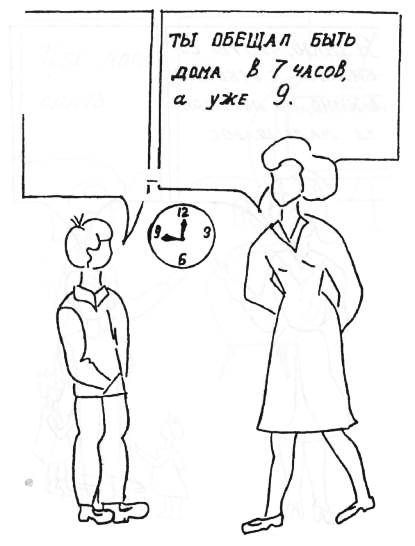 ТЫ ОБЕЩАЛ БЫТЬ
ДОМА В 7 ЧАСОВ,
а уже 9.
12
9 3
6